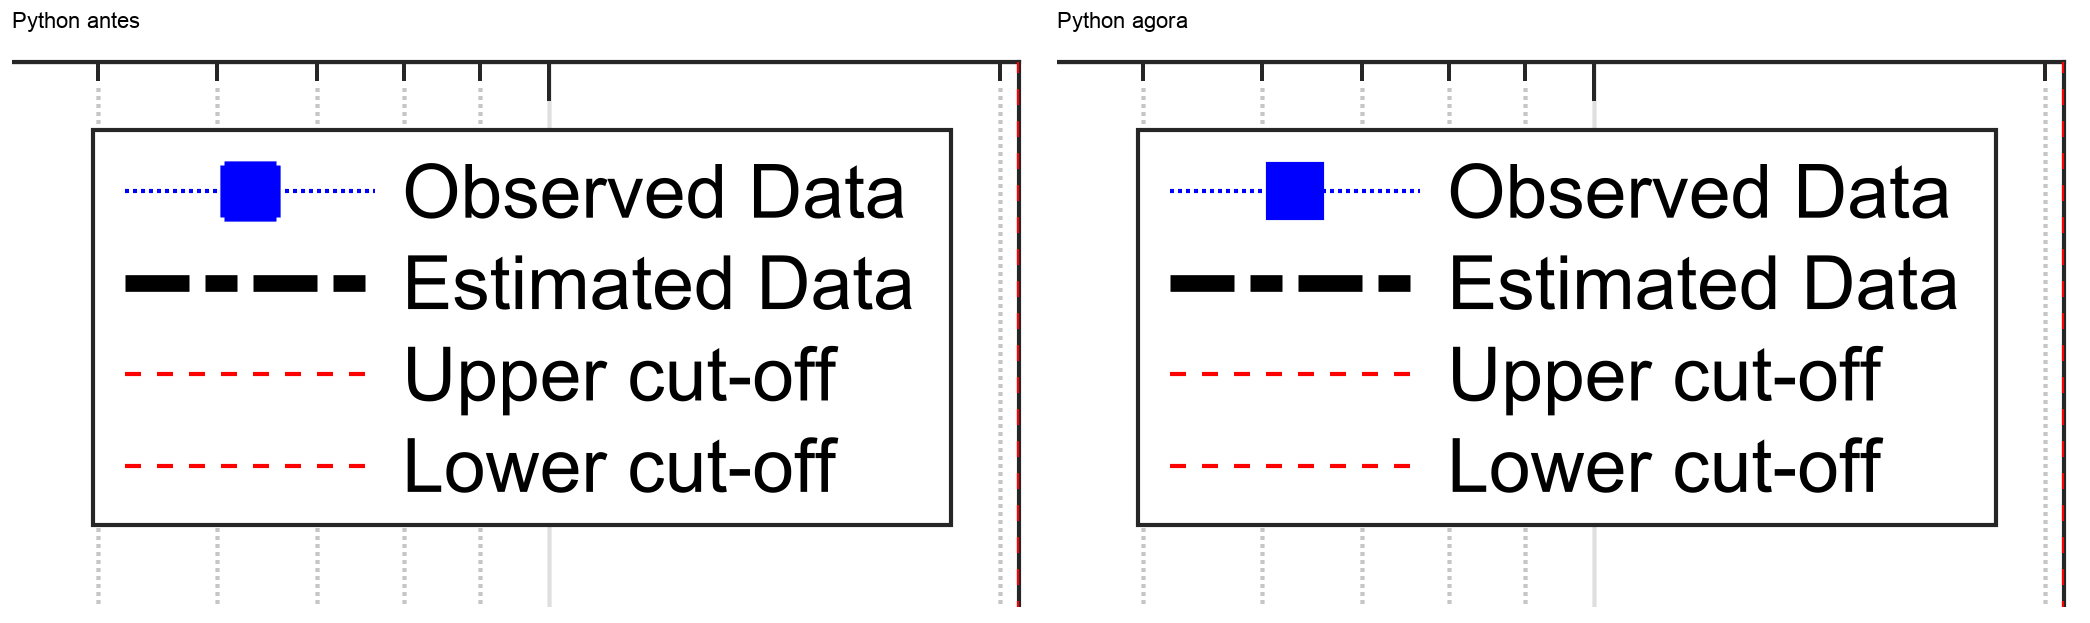 Python antes
Observed Data
Estimated Data
Upper cut-off
Lower cut-off
Python agora
Observed Data
Estimated Data
Upper cut-off
Lower cut-off